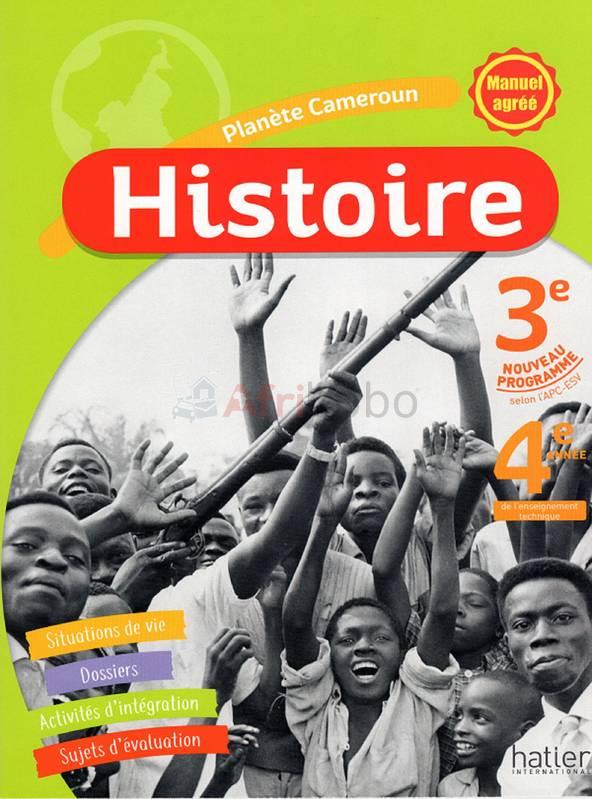 Manuel
agréé
Planète Cameroun
Histoire
3e
NOUVEAU
PROGRAMME
selon l'APC-ESV
AfriBobo
4e
ANNÉE
de l'enseignement
technique
Situations de vie
Dossiers
Activités d'intégration
Sujets d'évaluation
hatier
INTERNATIONAL